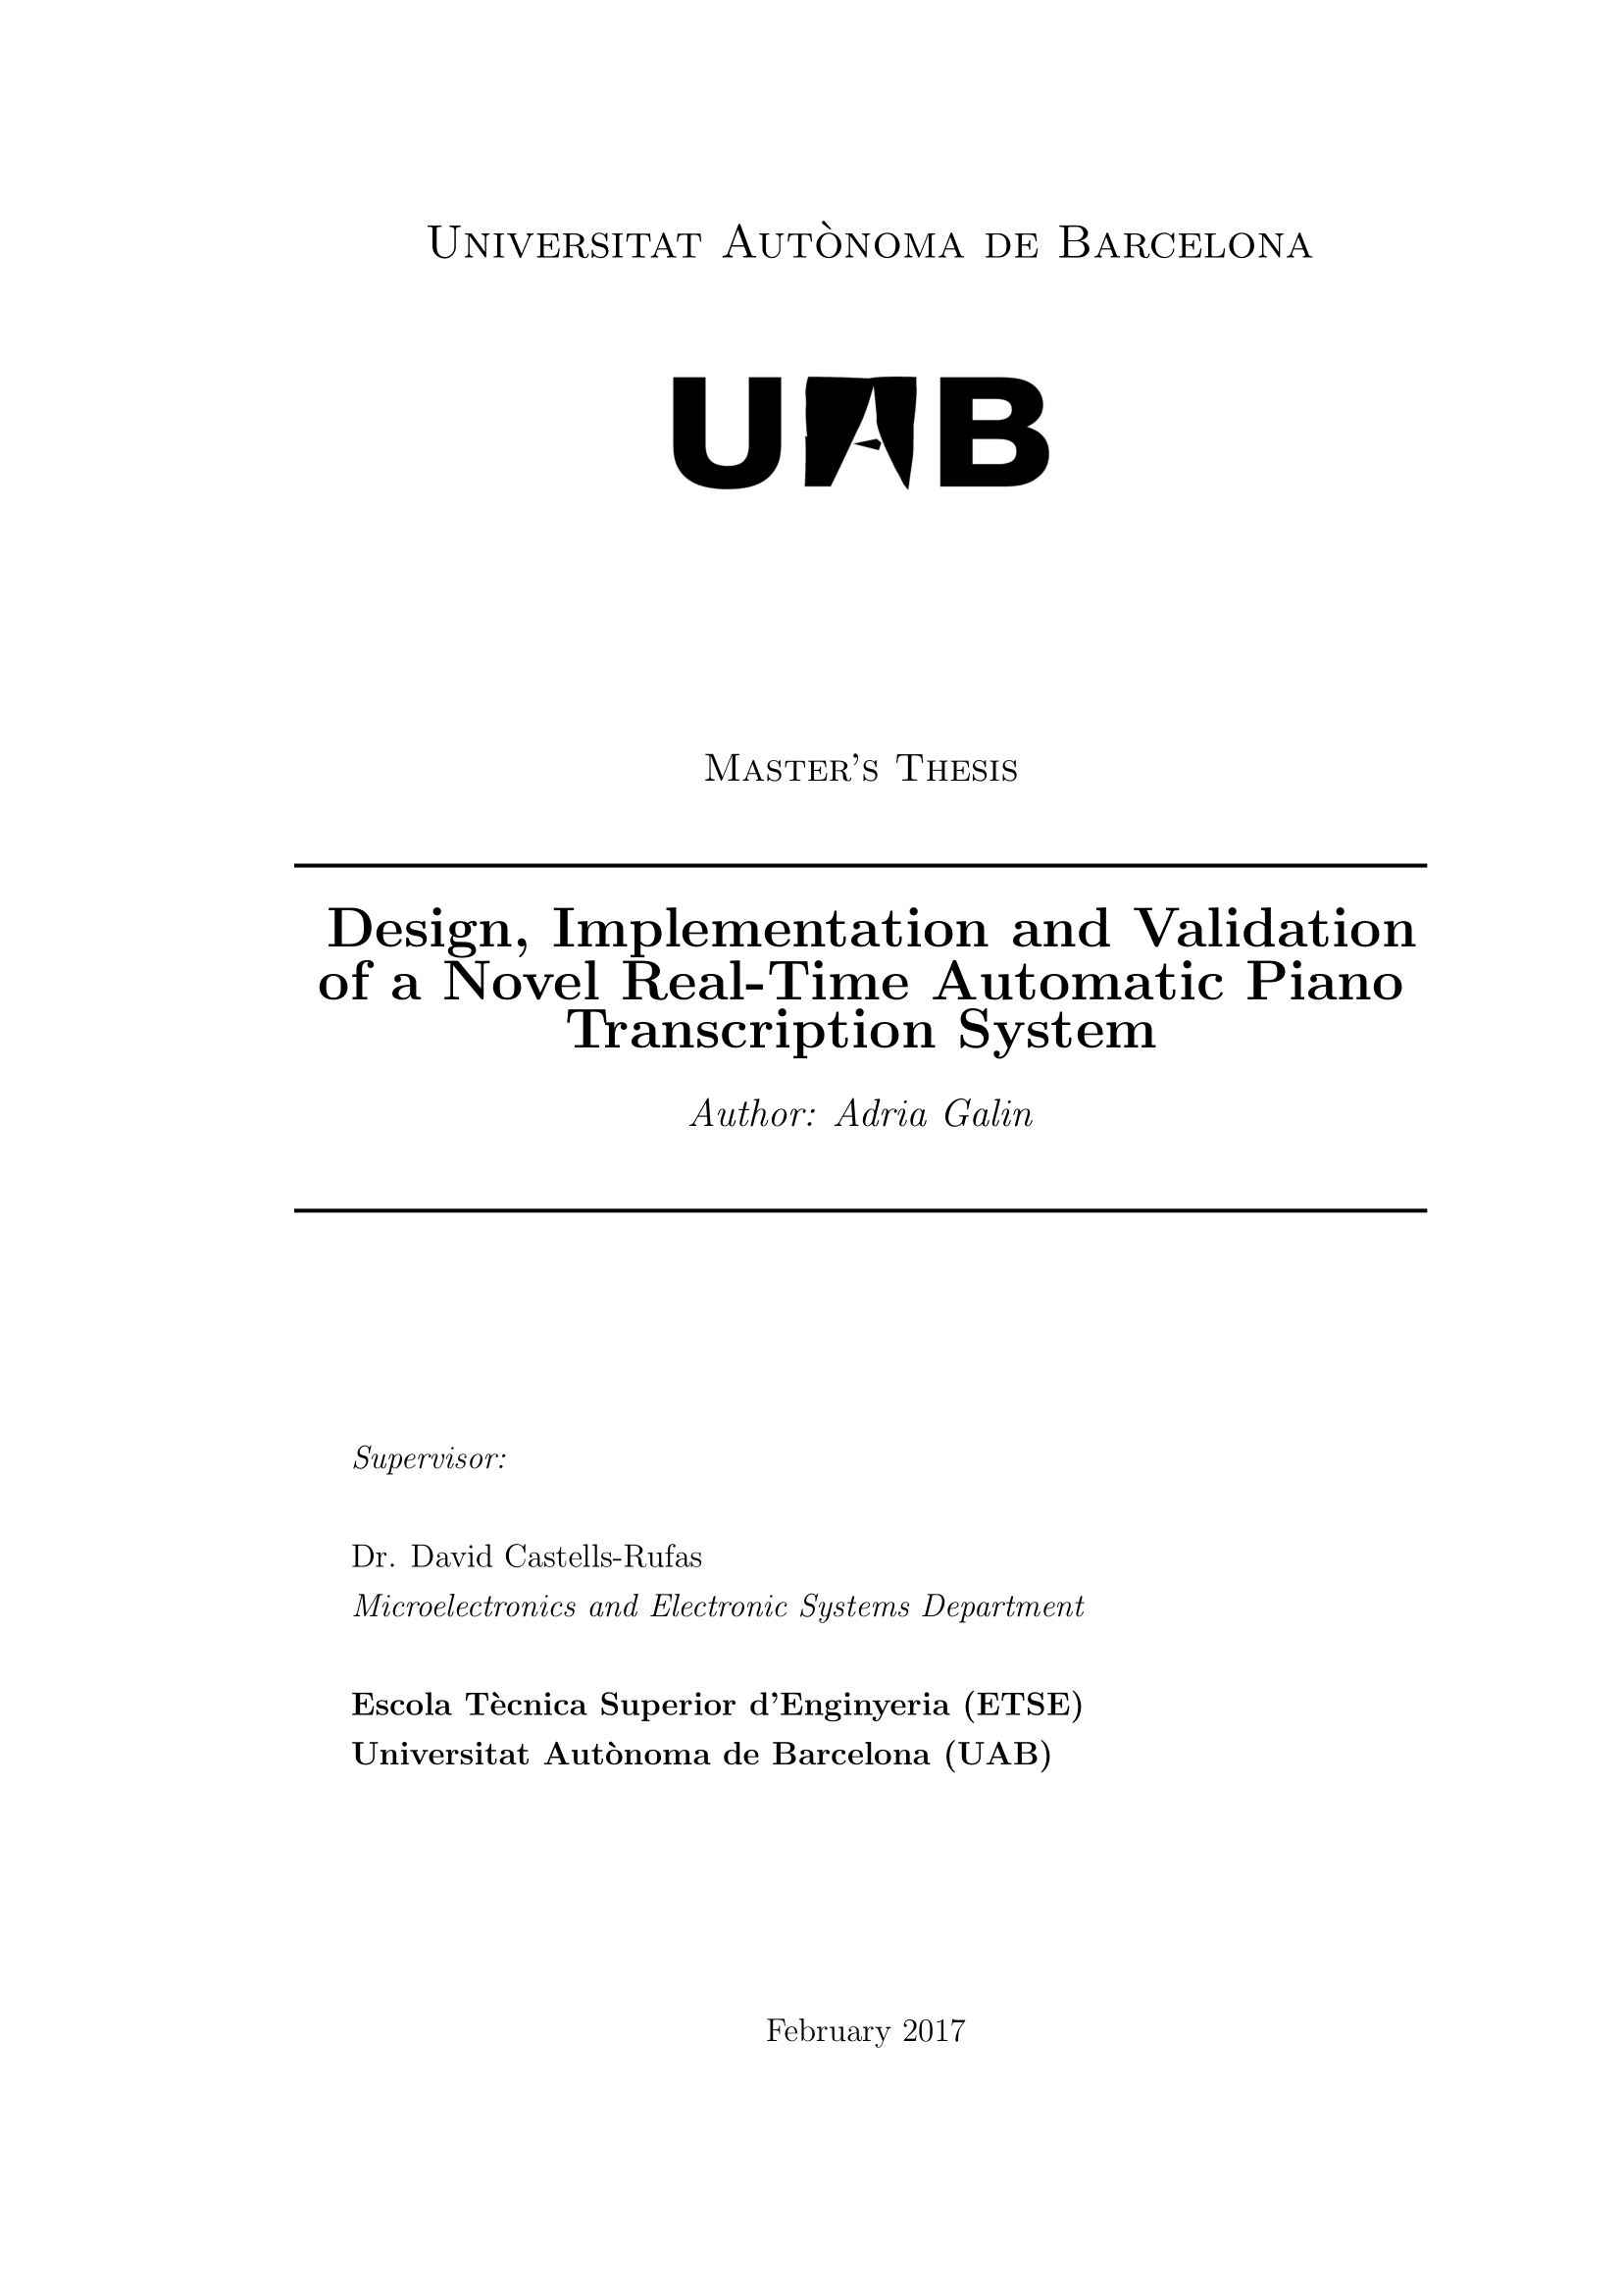 Universitat Autònoma de Barcelona
UAB
Master's Thesis
Design, Implementation and Validation
of a Novel Real-Time Automatic Piano
Transcription System
Author: Adria Galin
Supervisor:
Dr. David Castells-Rufas
Microelectronics and Electronic Systems Department
Escola Tècnica Superior d'Enginyeria (ETSE)
Universitat Autònoma de Barcelona (UAB)
February 2017